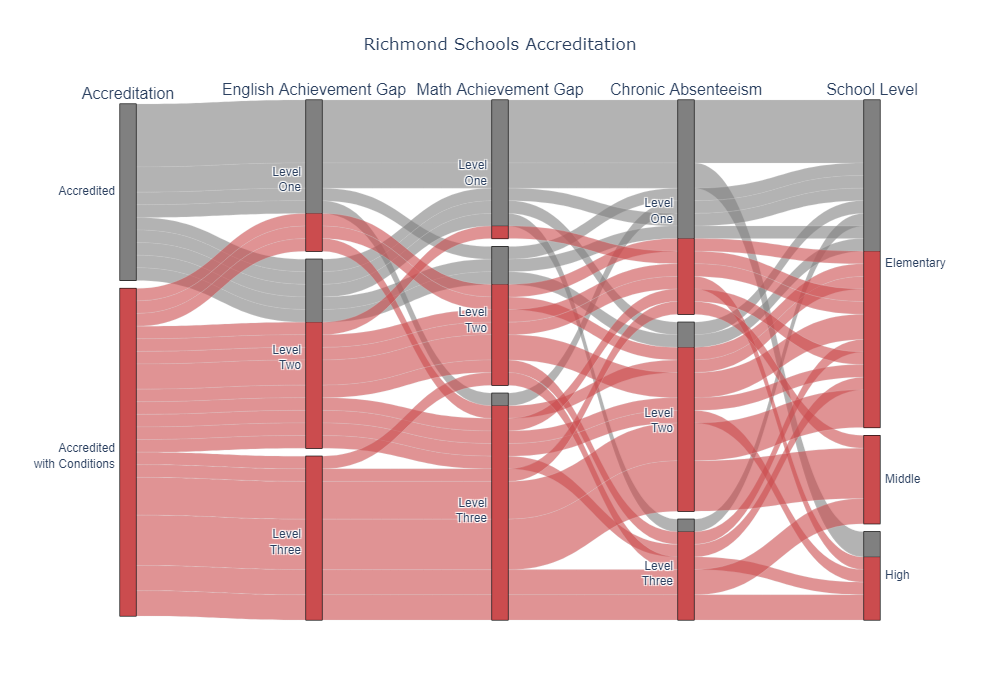 Richmond Schools Accreditation
Accreditation
English Achievement Gap
Math Achievement Gap
Chronic Absenteeism
School Level
Accredited
Accredited
with Conditions
Level
One
Level
Two
Level
Three
Level
One
Level
Two
Level
Three
Level
One
Level
Two
Level
Three
Elementary
Middle
High